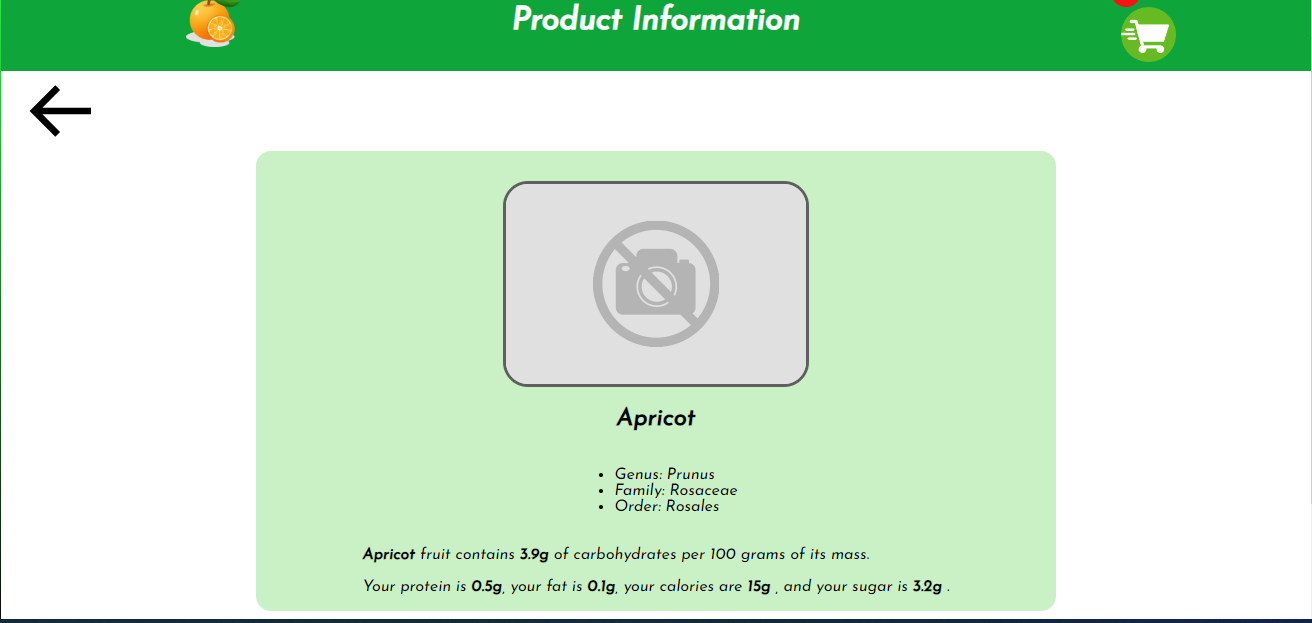 Product Information
Apricot
• Genus: Prunus
• Family: Rosaceae
• Order: Rosales
Apricot fruit contains 3.9g of carbohydrates per 100 grams of its mass.
Your protein is 0.5g, your fat is 0.1g, your calories are 15g , and your sugar is 3.2g .